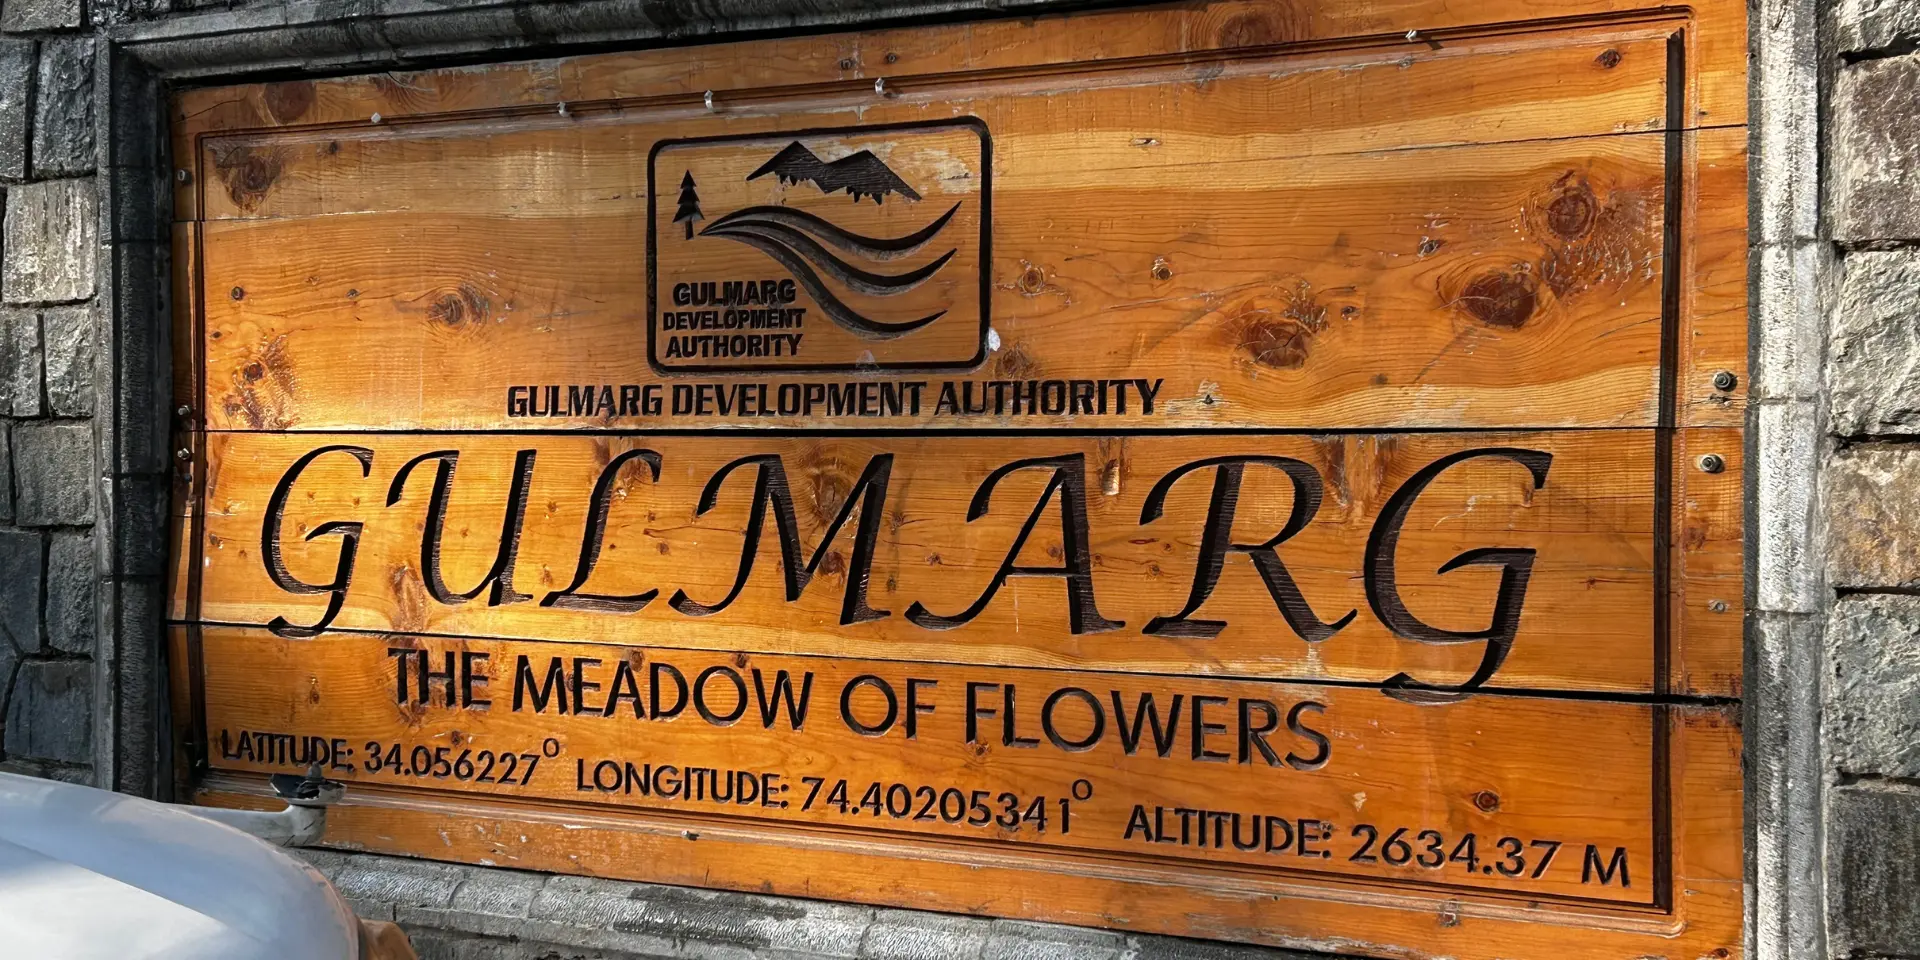 GULMARG
DEVELOPMENT
AUTHORITY
GULMARG DEVELOPMENT AUTHORITY
GULMARG
THE MEADOW OF FLOWERS
LATITUDE: 34.056227° LONGITUDE: 74.40205341° ALTITUDE: 2634.37 M